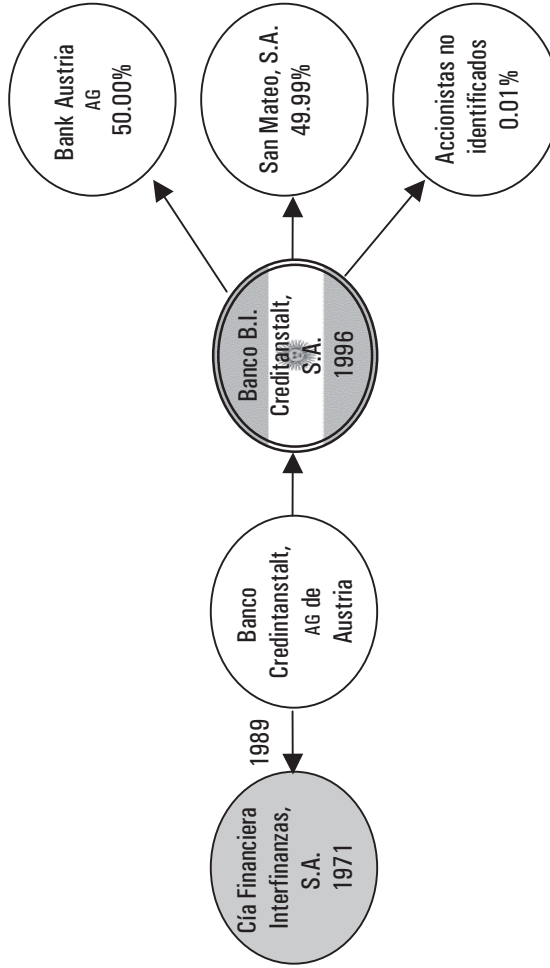 Cía Financiera
Interfinanzas,
S.A.
1971
1989
Banco
Credintanstalt,
AG de
Austria
Banco B.I.
Creditanstalt,
S.A.
1996
Bank Austria
AG
50.00%
San Mateo, S.A.
49.99%
Accionistas no
identificados
0.01%